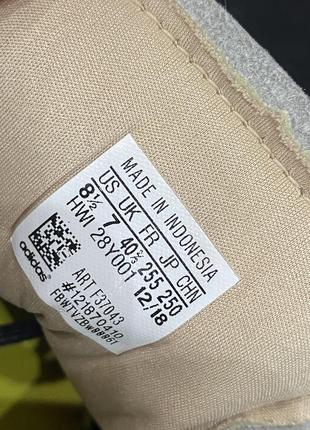 MADE IN INDONESIA
US UK FR JP CHN
8½ 7 40⅔ 255 250
HWI 28Y001 12/18
ART F37043
#121870410
adidas